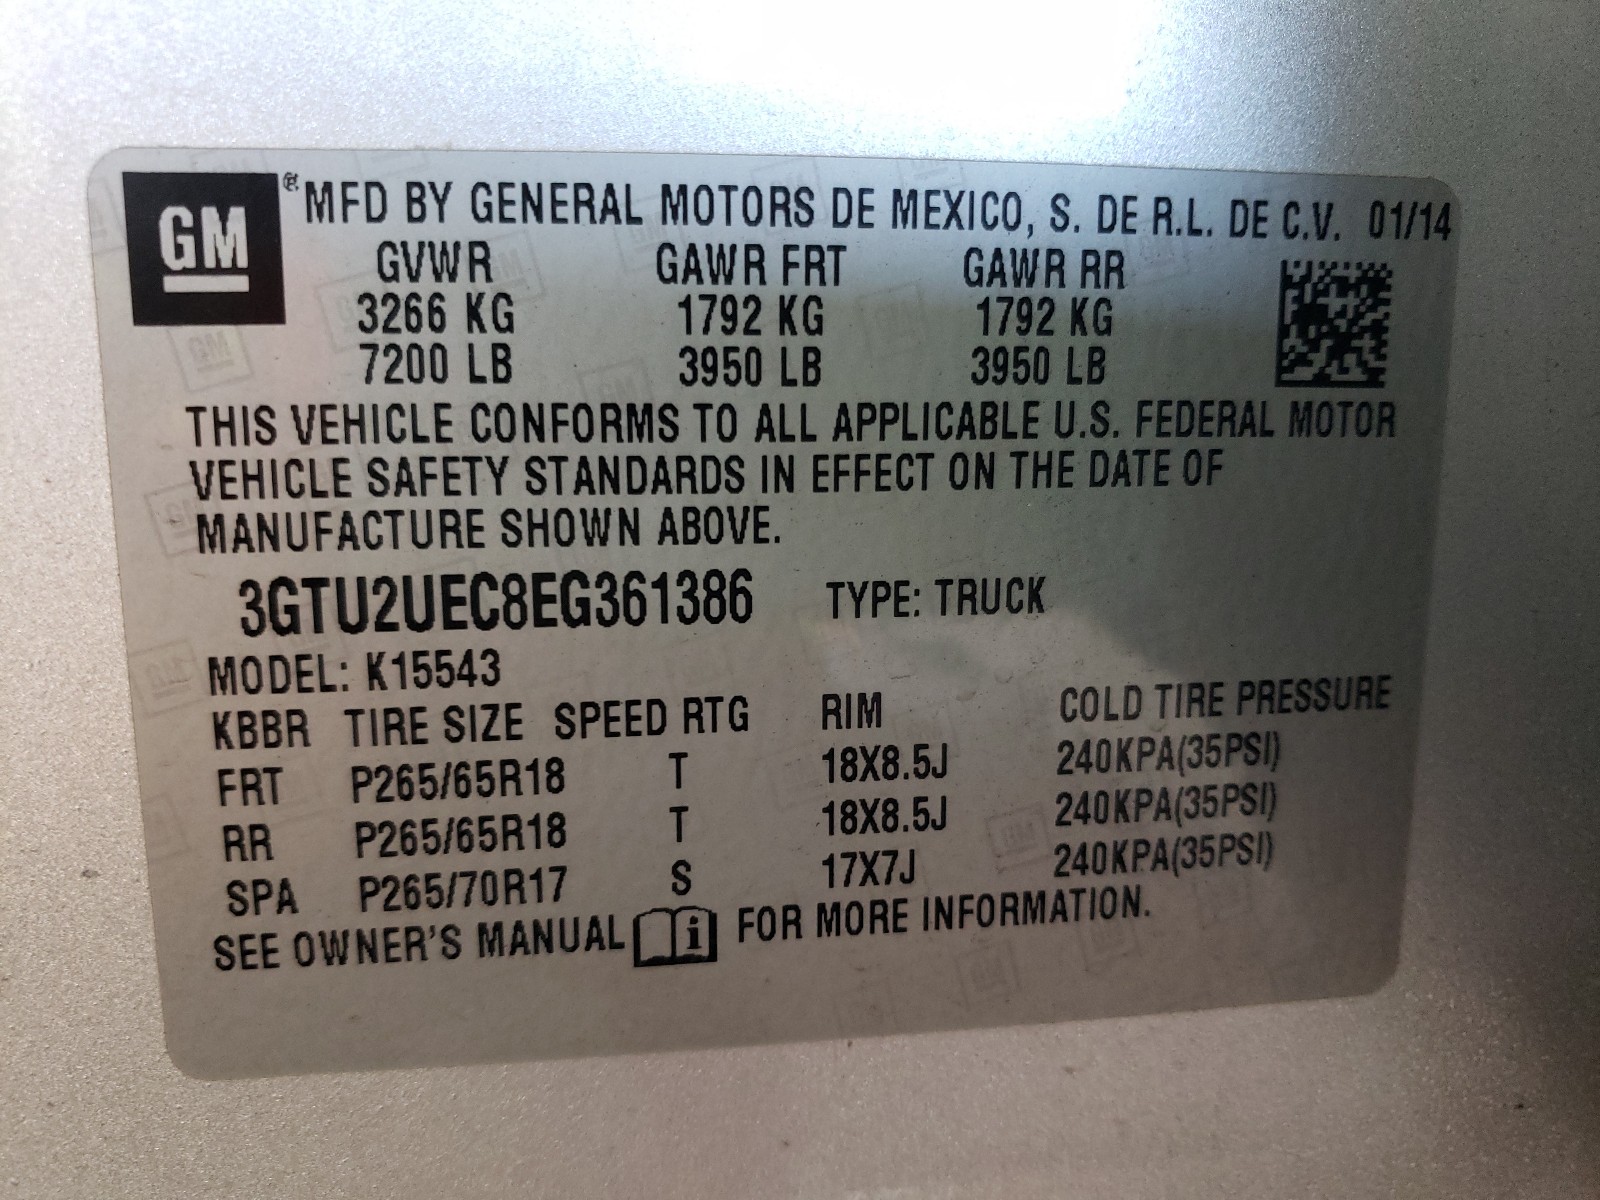 GM ® MFD BY GENERAL MOTORS DE MEXICO, S. DE R.L. DE C.V. 01/14
GVWR GAWR FRT GAWR RR
3266 KG 1792 KG 1792 KG
7200 LB 3950 LB 3950 LB
THIS VEHICLE CONFORMS TO ALL APPLICABLE U.S. FEDERAL MOTOR
VEHICLE SAFETY STANDARDS IN EFFECT ON THE DATE OF
MANUFACTURE SHOWN ABOVE.
3GTU2UEC8EG361386 TYPE: TRUCK
MODEL: K15543
KBBR TIRE SIZE SPEED RTG RIM COLD TIRE PRESSURE
FRT P265/65R18 T 18X8.5J 240KPA(35PSI)
RR P265/65R18 T 18X8.5J 240KPA(35PSI)
SPA P265/70R17 S 17X7J 240KPA(35PSI)
SEE OWNER'S MANUAL i FOR MORE INFORMATION.